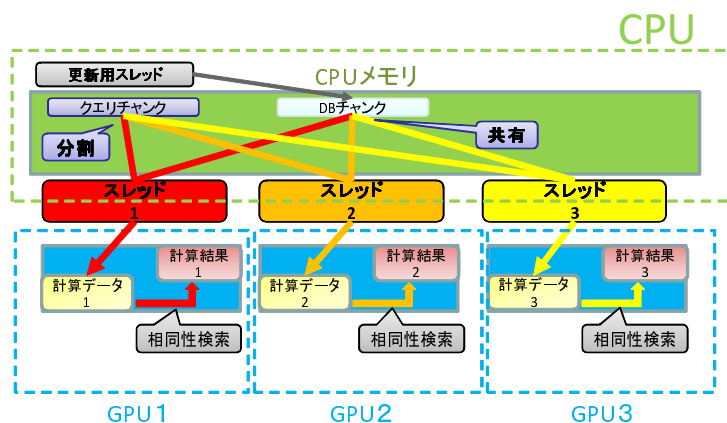 CPU
更新用スレッド
CPUメモリ
クエリチャンク
DBチャンク
分割
共有
スレッド
1
スレッド
2
スレッド
3
計算結果
1
計算データ
1
相同性検索
計算結果
2
計算データ
2
相同性検索
計算結果
3
計算データ
3
相同性検索
GPU1
GPU2
GPU3